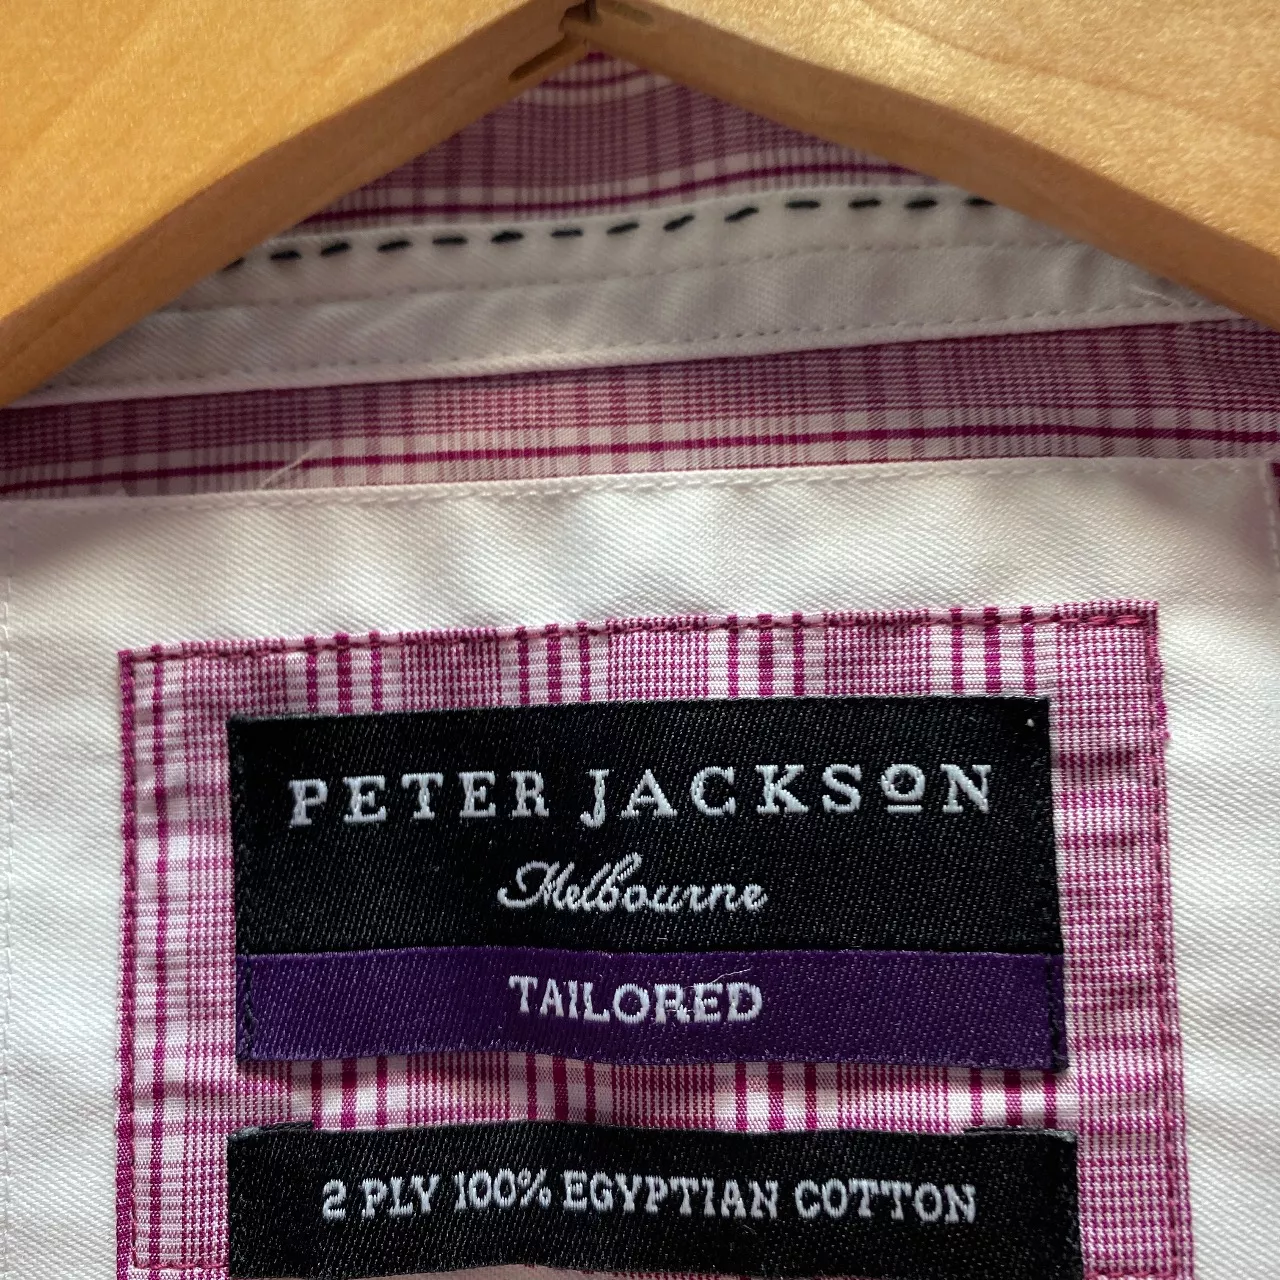 PETER JACKSON
Melbourne
TAILORED
2 PLY 100% EGYPTIAN COTTON